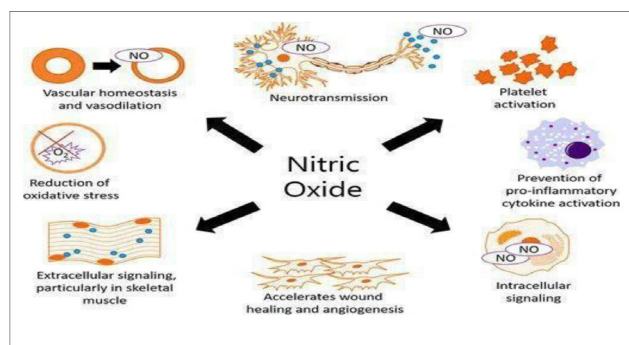 NO
Vascular homeostasis
and vasodilation
NO
NO
Neurotransmission
Platelet
activation
O₂
Reduction of
oxidative stress
Nitric
Oxide
Prevention of
pro-inflammatory
cytokine activation
Extracellular signaling,
particularly in skeletal
muscle
Accelerates wound
healing and angiogenesis
NO
NO
Intracellular
signaling